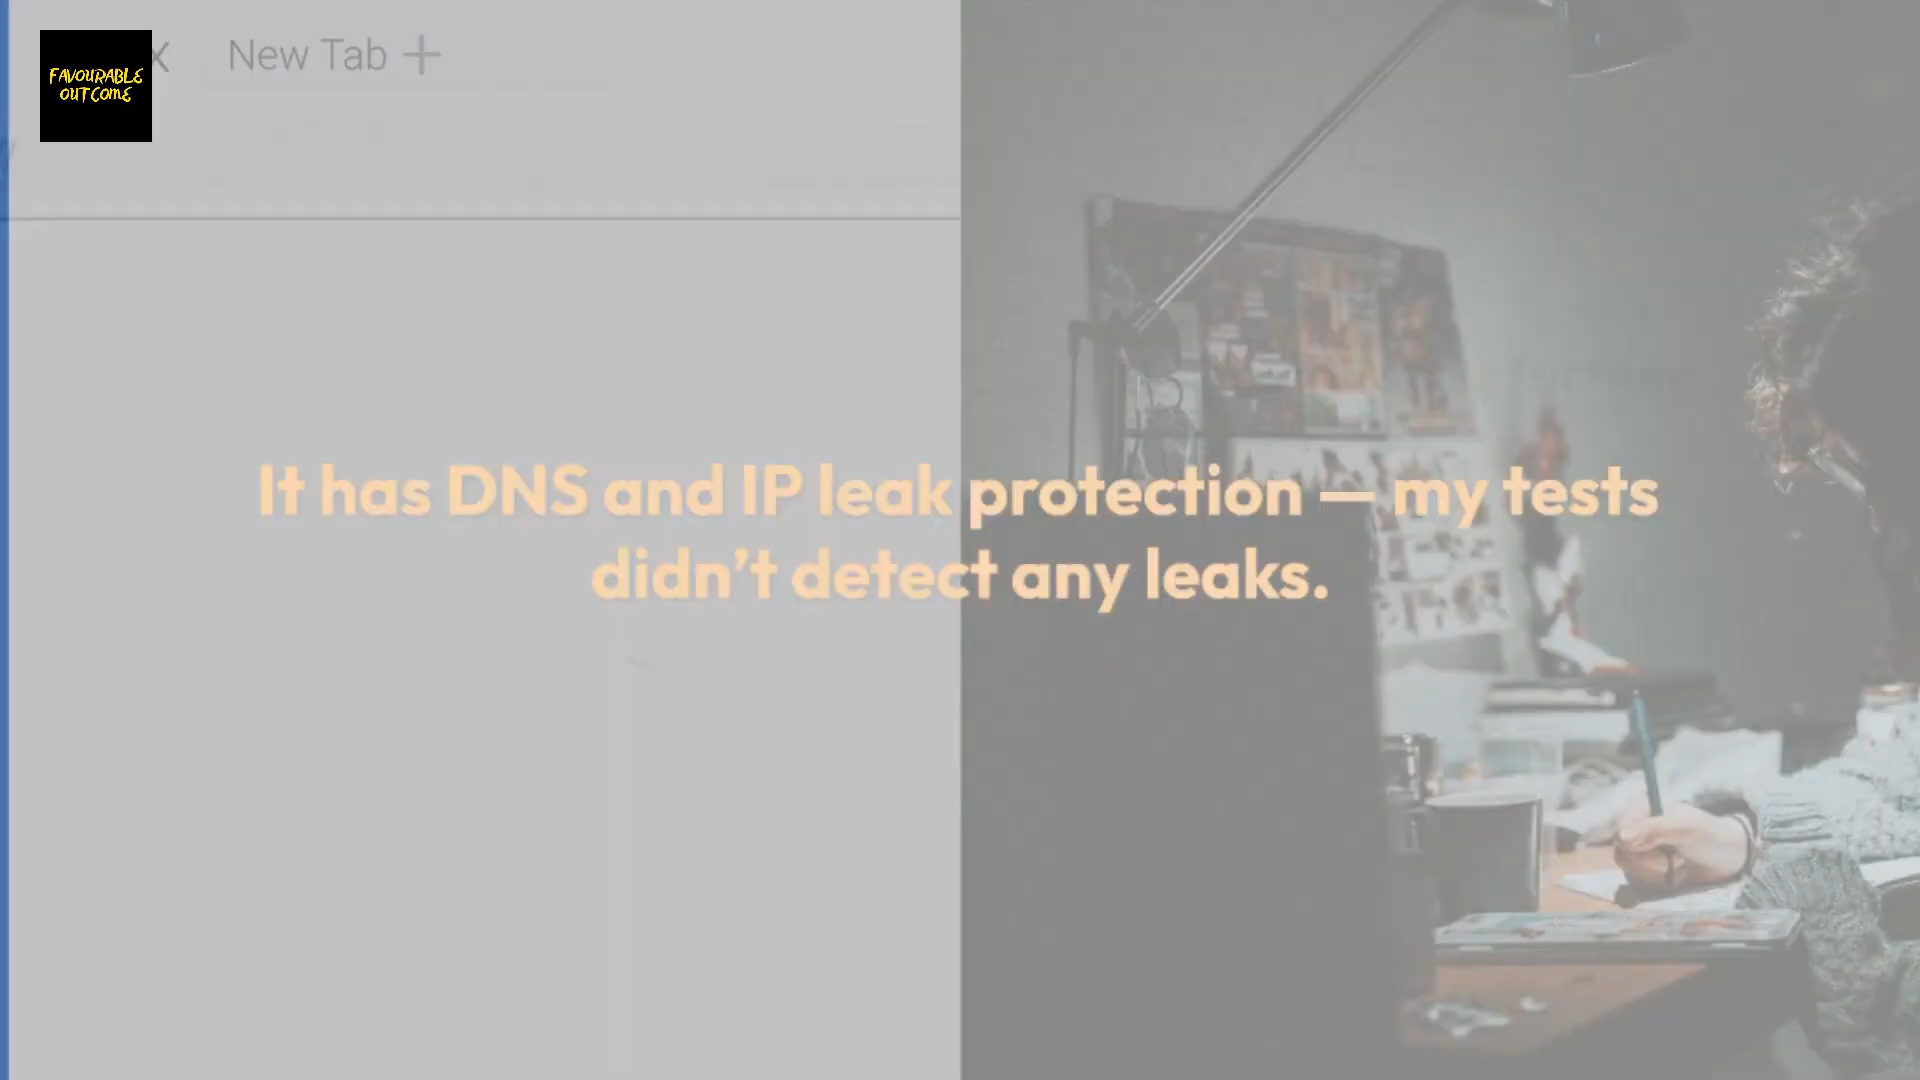 FAVOURABLE
OUTCOME
x New Tab +
It has DNS and IP leak protection — my tests
didn’t detect any leaks.